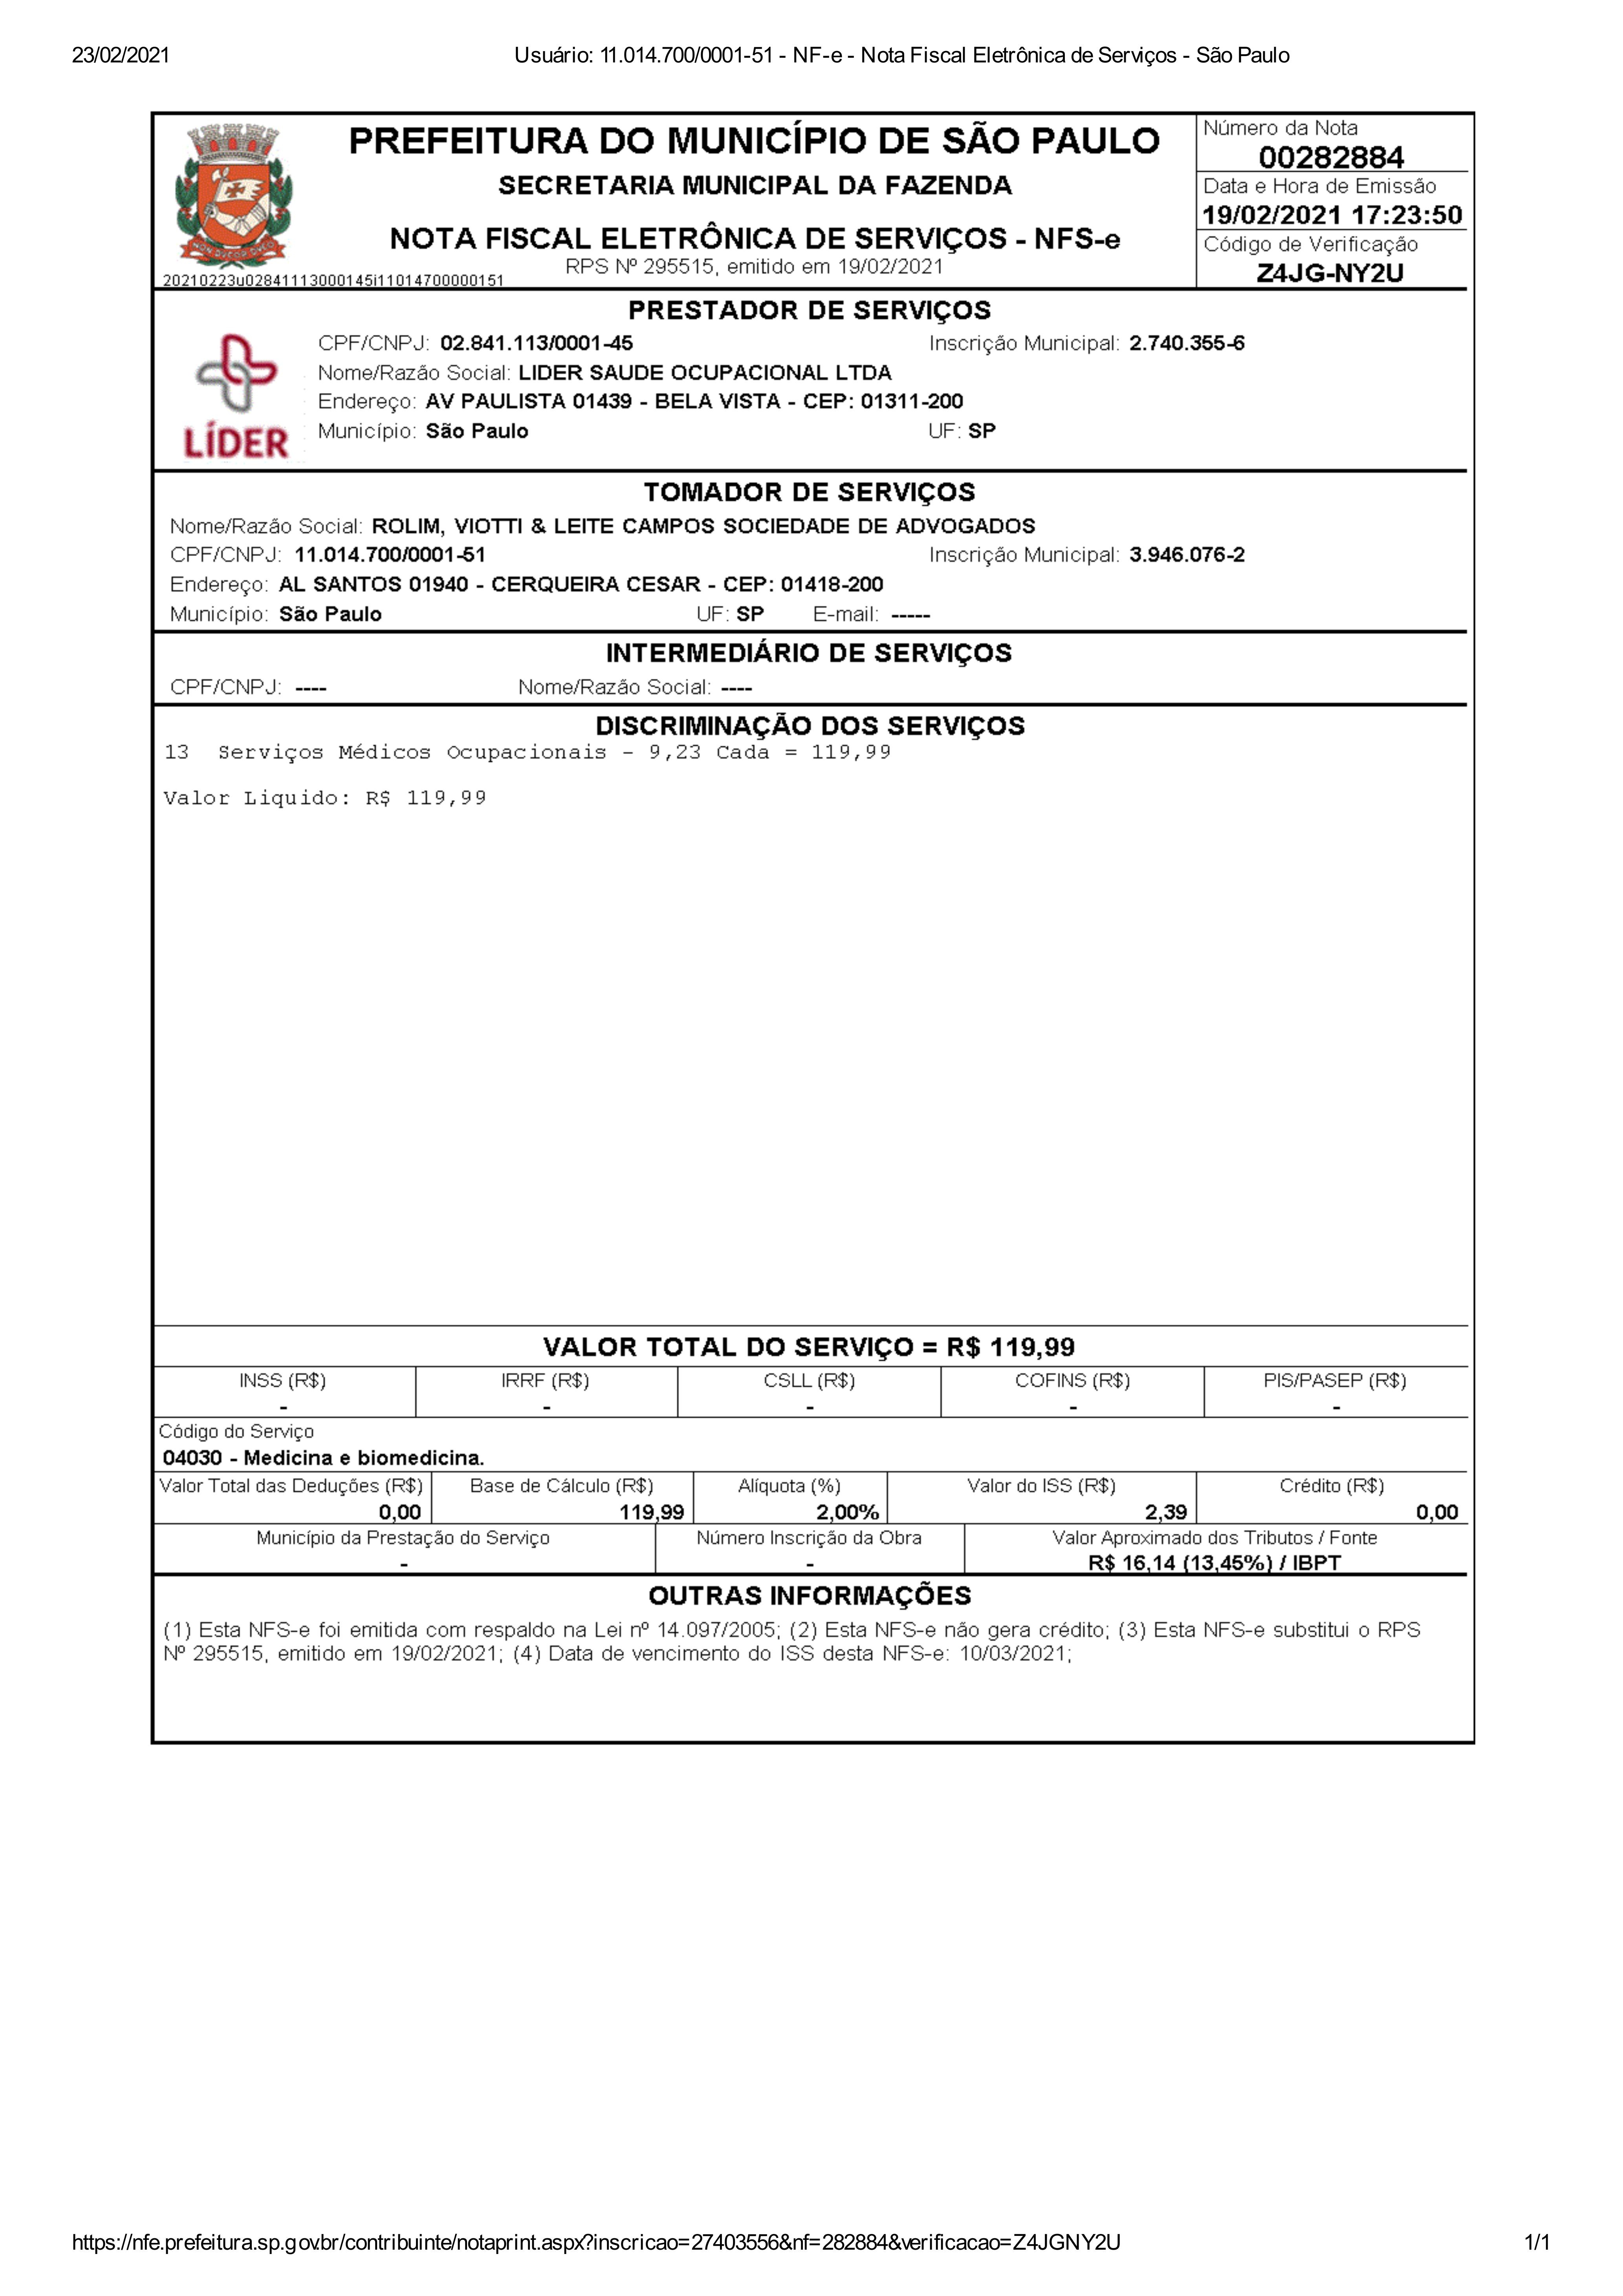 23/02/2021 Usuário: 11.014.700/0001-51 - NF-e - Nota Fiscal Eletrônica de Serviços - São Paulo
PREFEITURA DO MUNICÍPIO DE SÃO PAULO
SECRETARIA MUNICIPAL DA FAZENDA
NOTA FISCAL ELETRÔNICA DE SERVIÇOS - NFS-e
RPS Nº 295515, emitido em 19/02/2021
20210223u02841113000145i11014700000151
Número da Nota
00282884
Data e Hora de Emissão
19/02/2021 17:23:50
Código de Verificação
Z4JG-NY2U
PRESTADOR DE SERVIÇOS
LÍDER
CPF/CNPJ: 02.841.113/0001-45 Inscrição Municipal: 2.740.355-6
Nome/Razão Social: LIDER SAUDE OCUPACIONAL LTDA
Endereço: AV PAULISTA 01439 - BELA VISTA - CEP: 01311-200
Município: São Paulo UF: SP
TOMADOR DE SERVIÇOS
Nome/Razão Social: ROLIM, VIOTTI & LEITE CAMPOS SOCIEDADE DE ADVOGADOS
CPF/CNPJ: 11.014.700/0001-51 Inscrição Municipal: 3.946.076-2
Endereço: AL SANTOS 01940 - CERQUEIRA CESAR - CEP: 01418-200
Município: São Paulo UF: SP E-mail: -----
INTERMEDIÁRIO DE SERVIÇOS
CPF/CNPJ: ---- Nome/Razão Social: ----
DISCRIMINAÇÃO DOS SERVIÇOS
13 Serviços Médicos Ocupacionais - 9,23 Cada = 119,99
Valor Liquido: R$ 119,99
VALOR TOTAL DO SERVIÇO = R$ 119,99
INSS (R$) IRRF (R$) CSLL (R$) COFINS (R$) PIS/PASEP (R$)
- - - - -
Código do Serviço
04030 - Medicina e biomedicina.
Valor Total das Deduções (R$) Base de Cálculo (R$) Alíquota (%) Valor do ISS (R$) Crédito (R$)
0,00 119,99 2,00% 2,39 0,00
Município da Prestação do Serviço Número Inscrição da Obra Valor Aproximado dos Tributos / Fonte
- - R$ 16,14 (13,45%) / IBPT
OUTRAS INFORMAÇÕES
(1) Esta NFS-e foi emitida com respaldo na Lei nº 14.097/2005; (2) Esta NFS-e não gera crédito; (3) Esta NFS-e substitui o RPS
Nº 295515, emitido em 19/02/2021; (4) Data de vencimento do ISS desta NFS-e: 10/03/2021;
https://nfe.prefeitura.sp.gov.br/contribuinte/notaprint.aspx?inscricao=27403556&nf=282884&verificacao=Z4JGNY2U 1/1